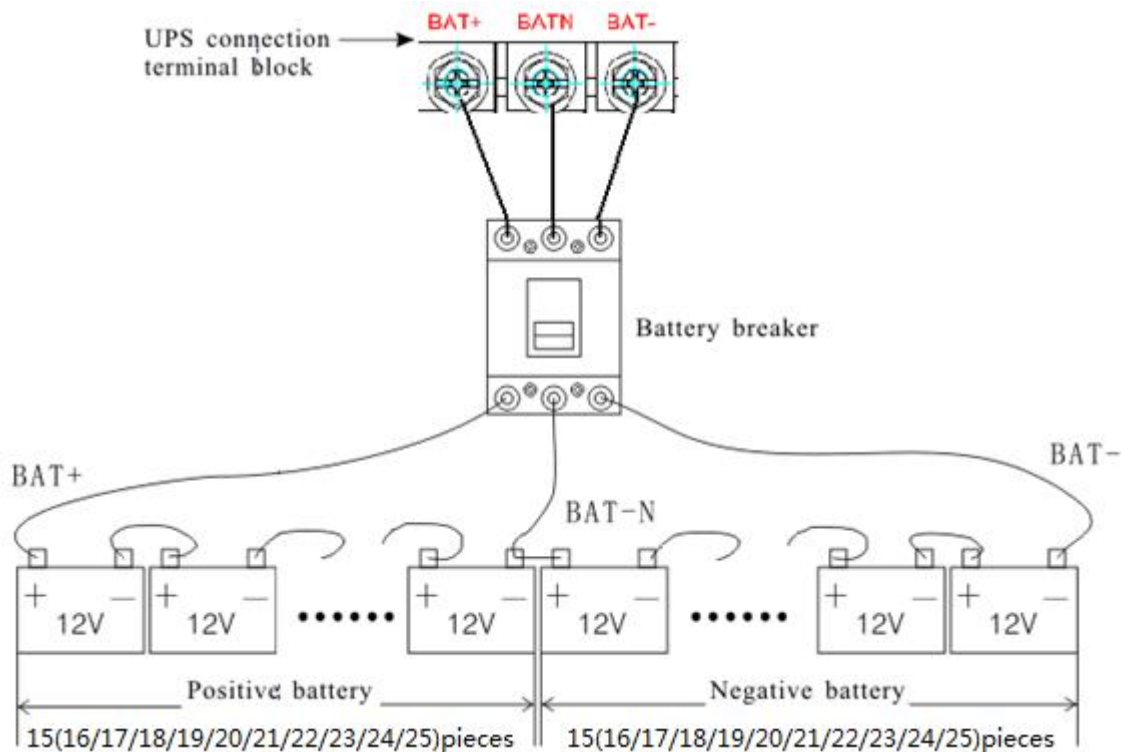 BAT+ BATN BAT-
UPS connection
terminal block
Battery breaker
BAT+
BAT-
BAT-N
+ − + − + − + − + − + −
12V 12V •••••• 12V 12V •••••• 12V 12V
Positive battery Negative battery
15(16/17/18/19/20/21/22/23/24/25)pieces 15(16/17/18/19/20/21/22/23/24/25)pieces